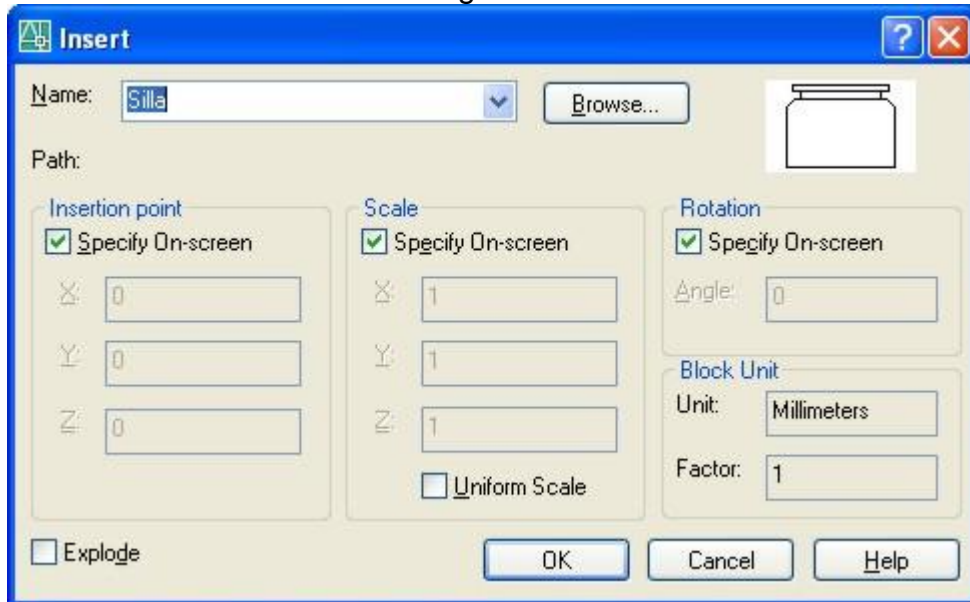 Insert
Name: Silla Browse...
Path:
Insertion point
Specify On-screen
X: 0
Y: 0
Z: 0
Scale
Specify On-screen
X: 1
Y: 1
Z: 1
Uniform Scale
Rotation
Specify On-screen
Angle: 0
Block Unit
Unit: Millimeters
Factor: 1
Explode
OK Cancel Help